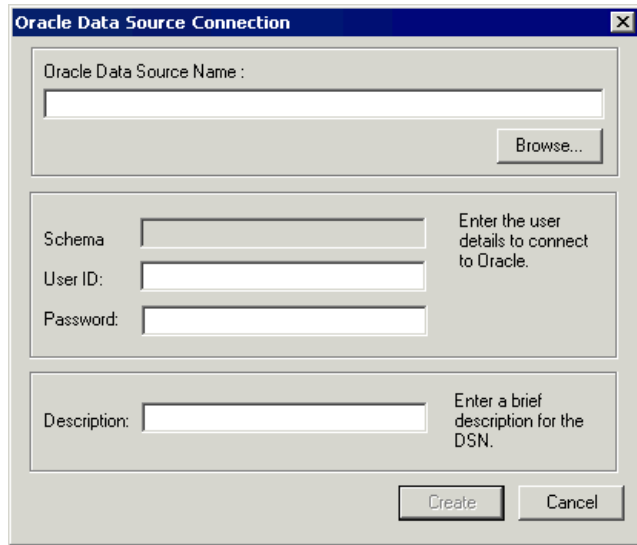 Oracle Data Source Connection
Oracle Data Source Name :
Browse...
Schema
User ID:
Password:
Enter the user
details to connect
to Oracle.
Description:
Enter a brief
description for the
DSN.
Create
Cancel